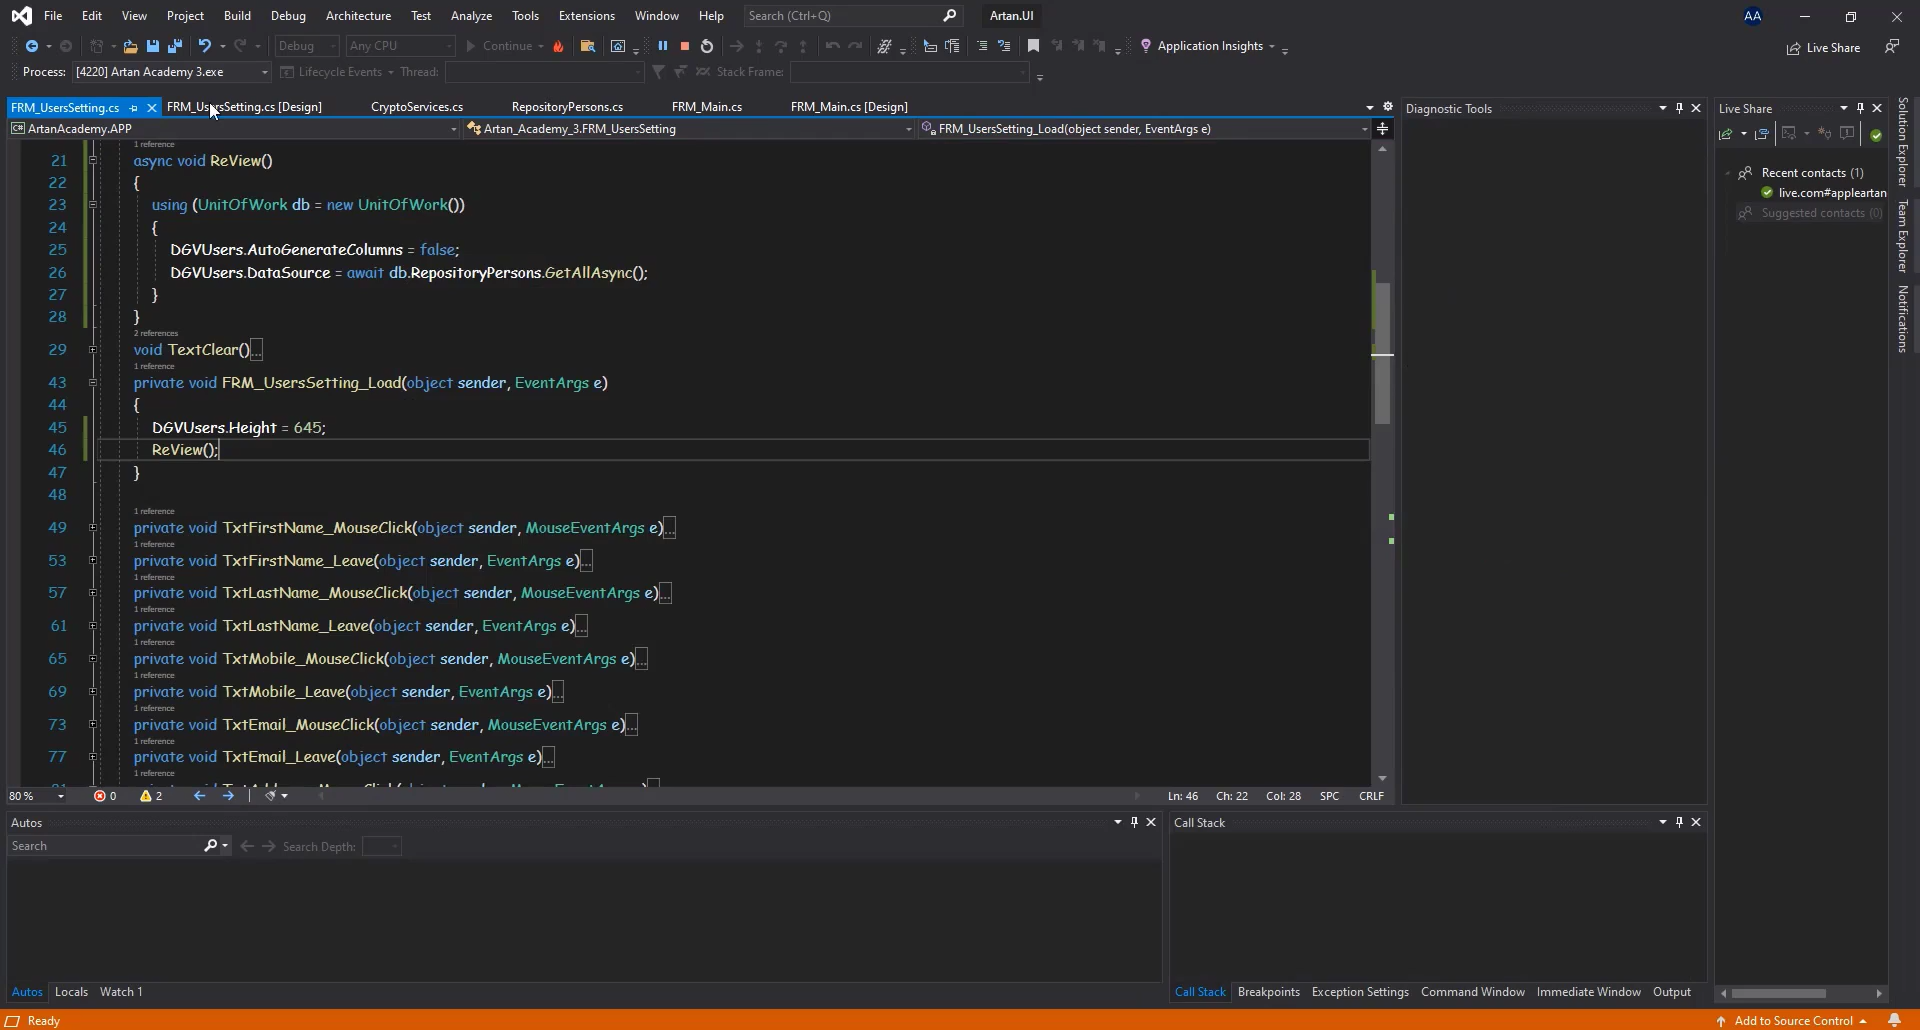 File Edit View Project Build Debug Architecture Test Analyze Tools Extensions Window Help Search (Ctrl+Q) Artan.UI AA
Debug Any CPU Continue Application Insights Live Share
Process: [4220] Artan Academy 3.exe Lifecycle Events Thread: Stack Frame:
FRM_UsersSetting.cs FRM_UsersSetting.cs [Design] CryptoServices.cs RepositoryPersons.cs FRM_Main.cs FRM_Main.cs [Design] Diagnostic Tools Live Share
ArtanAcademy.APP Artan_Academy_3.FRM_UsersSetting FRM_UsersSetting_Load(object sender, EventArgs e)
Recent contacts (1)
live.com#appleartan
Suggested contacts (0)
Solution Explorer
Team Explorer
Notifications
1 reference
21 async void ReView()
22 {
23 using (UnitOfWork db = new UnitOfWork())
24 {
25 DGVUsers.AutoGenerateColumns = false;
26 DGVUsers.DataSource = await db.RepositoryPersons.GetAllAsync();
27 }
28 }
2 references
29 void TextClear()...
1 reference
43 private void FRM_UsersSetting_Load(object sender, EventArgs e)
44 {
45 DGVUsers.Height = 645;
46 ReView();
47 }
48
1 reference
49 private void TxtFirstName_MouseClick(object sender, MouseEventArgs e)...
1 reference
53 private void TxtFirstName_Leave(object sender, EventArgs e)...
1 reference
57 private void TxtLastName_MouseClick(object sender, MouseEventArgs e)...
1 reference
61 private void TxtLastName_Leave(object sender, EventArgs e)...
1 reference
65 private void TxtMobile_MouseClick(object sender, MouseEventArgs e)...
1 reference
69 private void TxtMobile_Leave(object sender, EventArgs e)...
1 reference
73 private void TxtEmail_MouseClick(object sender, MouseEventArgs e)...
1 reference
77 private void TxtEmail_Leave(object sender, EventArgs e)...
1 reference
80 % 0 2 Ln: 46 Ch: 22 Col: 28 SPC CRLF
Autos Call Stack
Search Search Depth:
Autos Locals Watch 1 Call Stack Breakpoints Exception Settings Command Window Immediate Window Output
Ready Add to Source Control